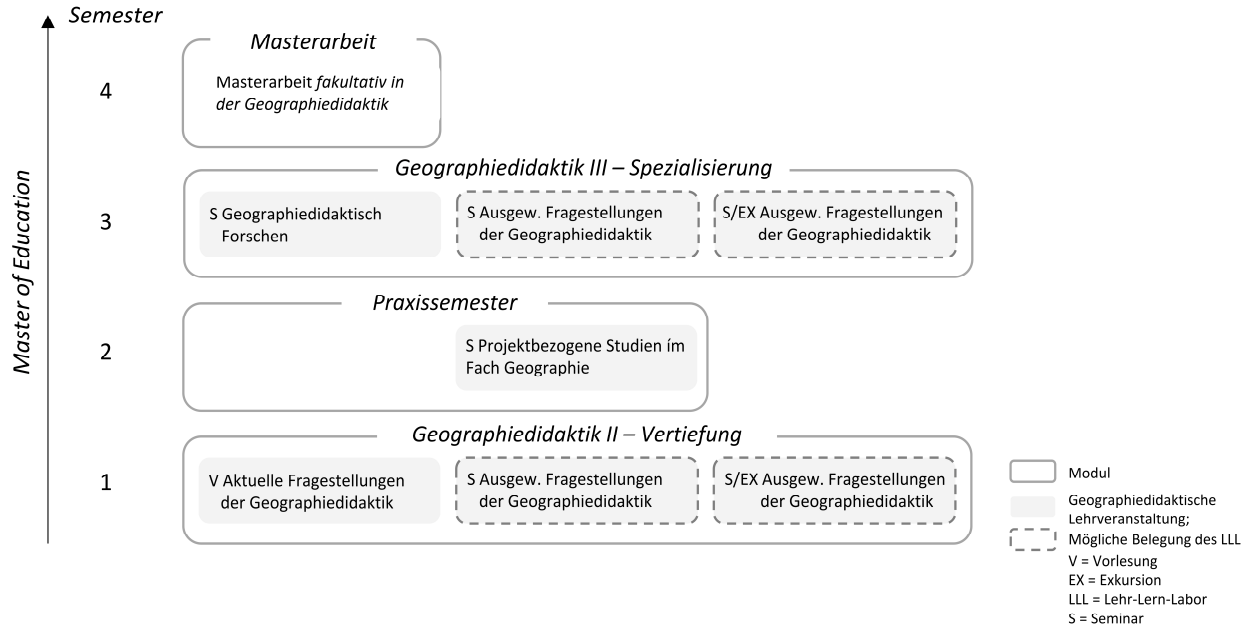 Semester
Master of Education
4
Masterarbeit
Masterarbeit fakultativ in
der Geographiedidaktik
3
Geographiedidaktik III – Spezialisierung
S Geographiedidaktisch
Forschen
S Ausgew. Fragestellungen
der Geographiedidaktik
S/EX Ausgew. Fragestellungen
der Geographiedidaktik
2
Praxissemester
S Projektbezogene Studien ím
Fach Geographie
1
Geographiedidaktik II – Vertiefung
V Aktuelle Fragestellungen
der Geographiedidaktik
S Ausgew. Fragestellungen
der Geographiedidaktik
S/EX Ausgew. Fragestellungen
der Geographiedidaktik
Modul
Geographiedidaktische
Lehrveranstaltung;
Mögliche Belegung des LLL
V = Vorlesung
EX = Exkursion
LLL = Lehr-Lern-Labor
S = Seminar